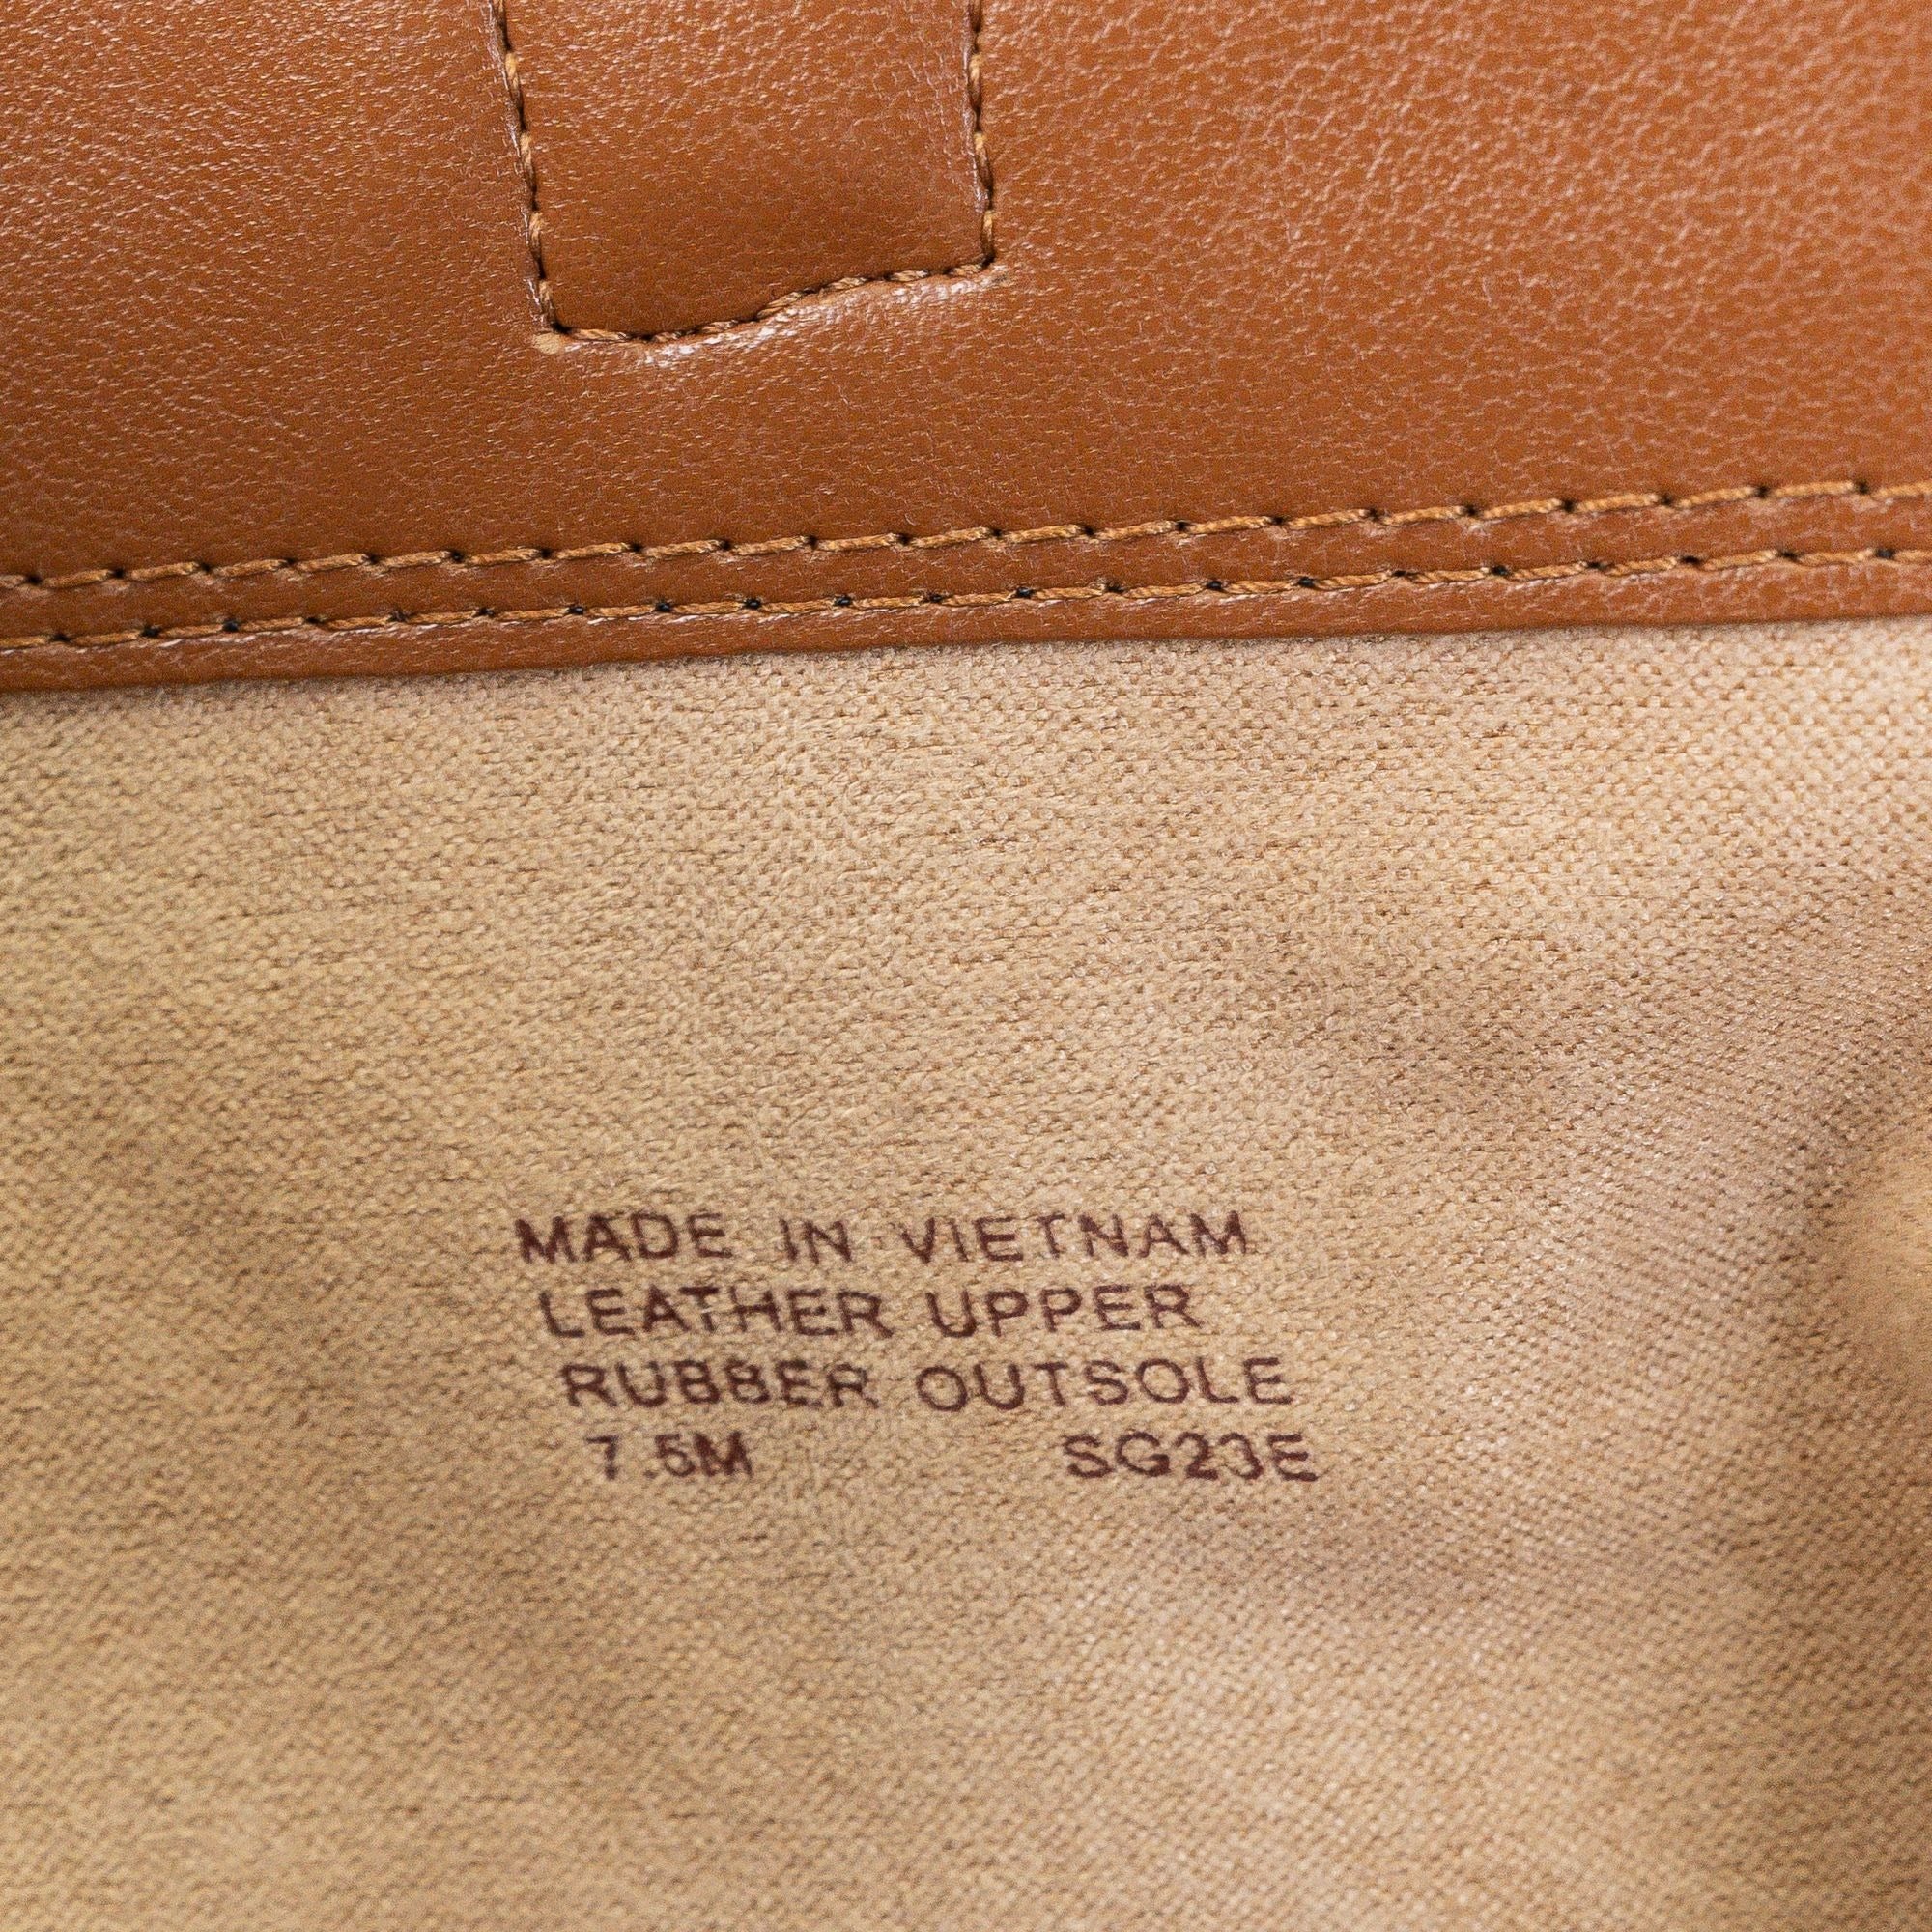 MADE IN VIETNAM
LEATHER UPPER
RUBBER OUTSOLE
7.5M SG23E